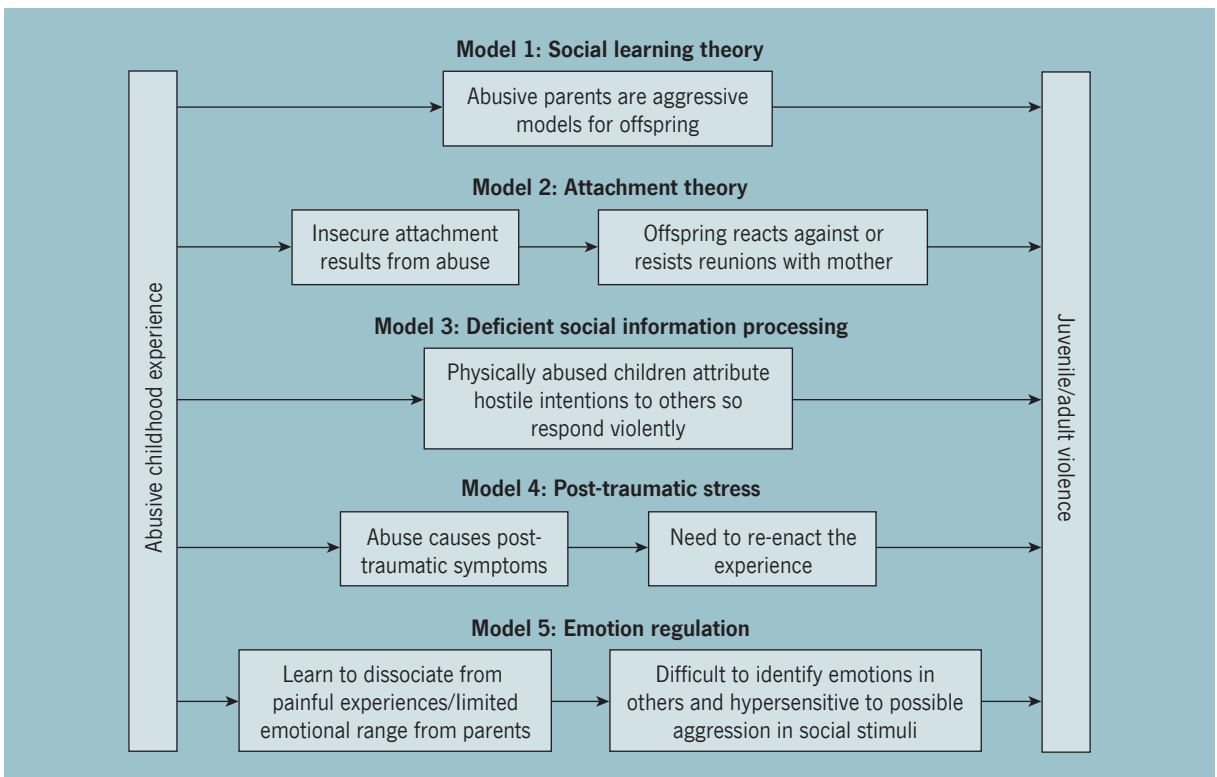 Model 1: Social learning theory
Abusive parents are aggressive
models for offspring
Model 2: Attachment theory
Insecure attachment
results from abuse
Offspring reacts against or
resists reunions with mother
Model 3: Deficient social information processing
Physically abused children attribute
hostile intentions to others so
respond violently
Model 4: Post-traumatic stress
Abuse causes post-
traumatic symptoms
Need to re-enact the
experience
Model 5: Emotion regulation
Learn to dissociate from
painful experiences/limited
emotional range from parents
Difficult to identify emotions in
others and hypersensitive to possible
aggression in social stimuli
Abusive childhood experience
Juvenile/adult violence